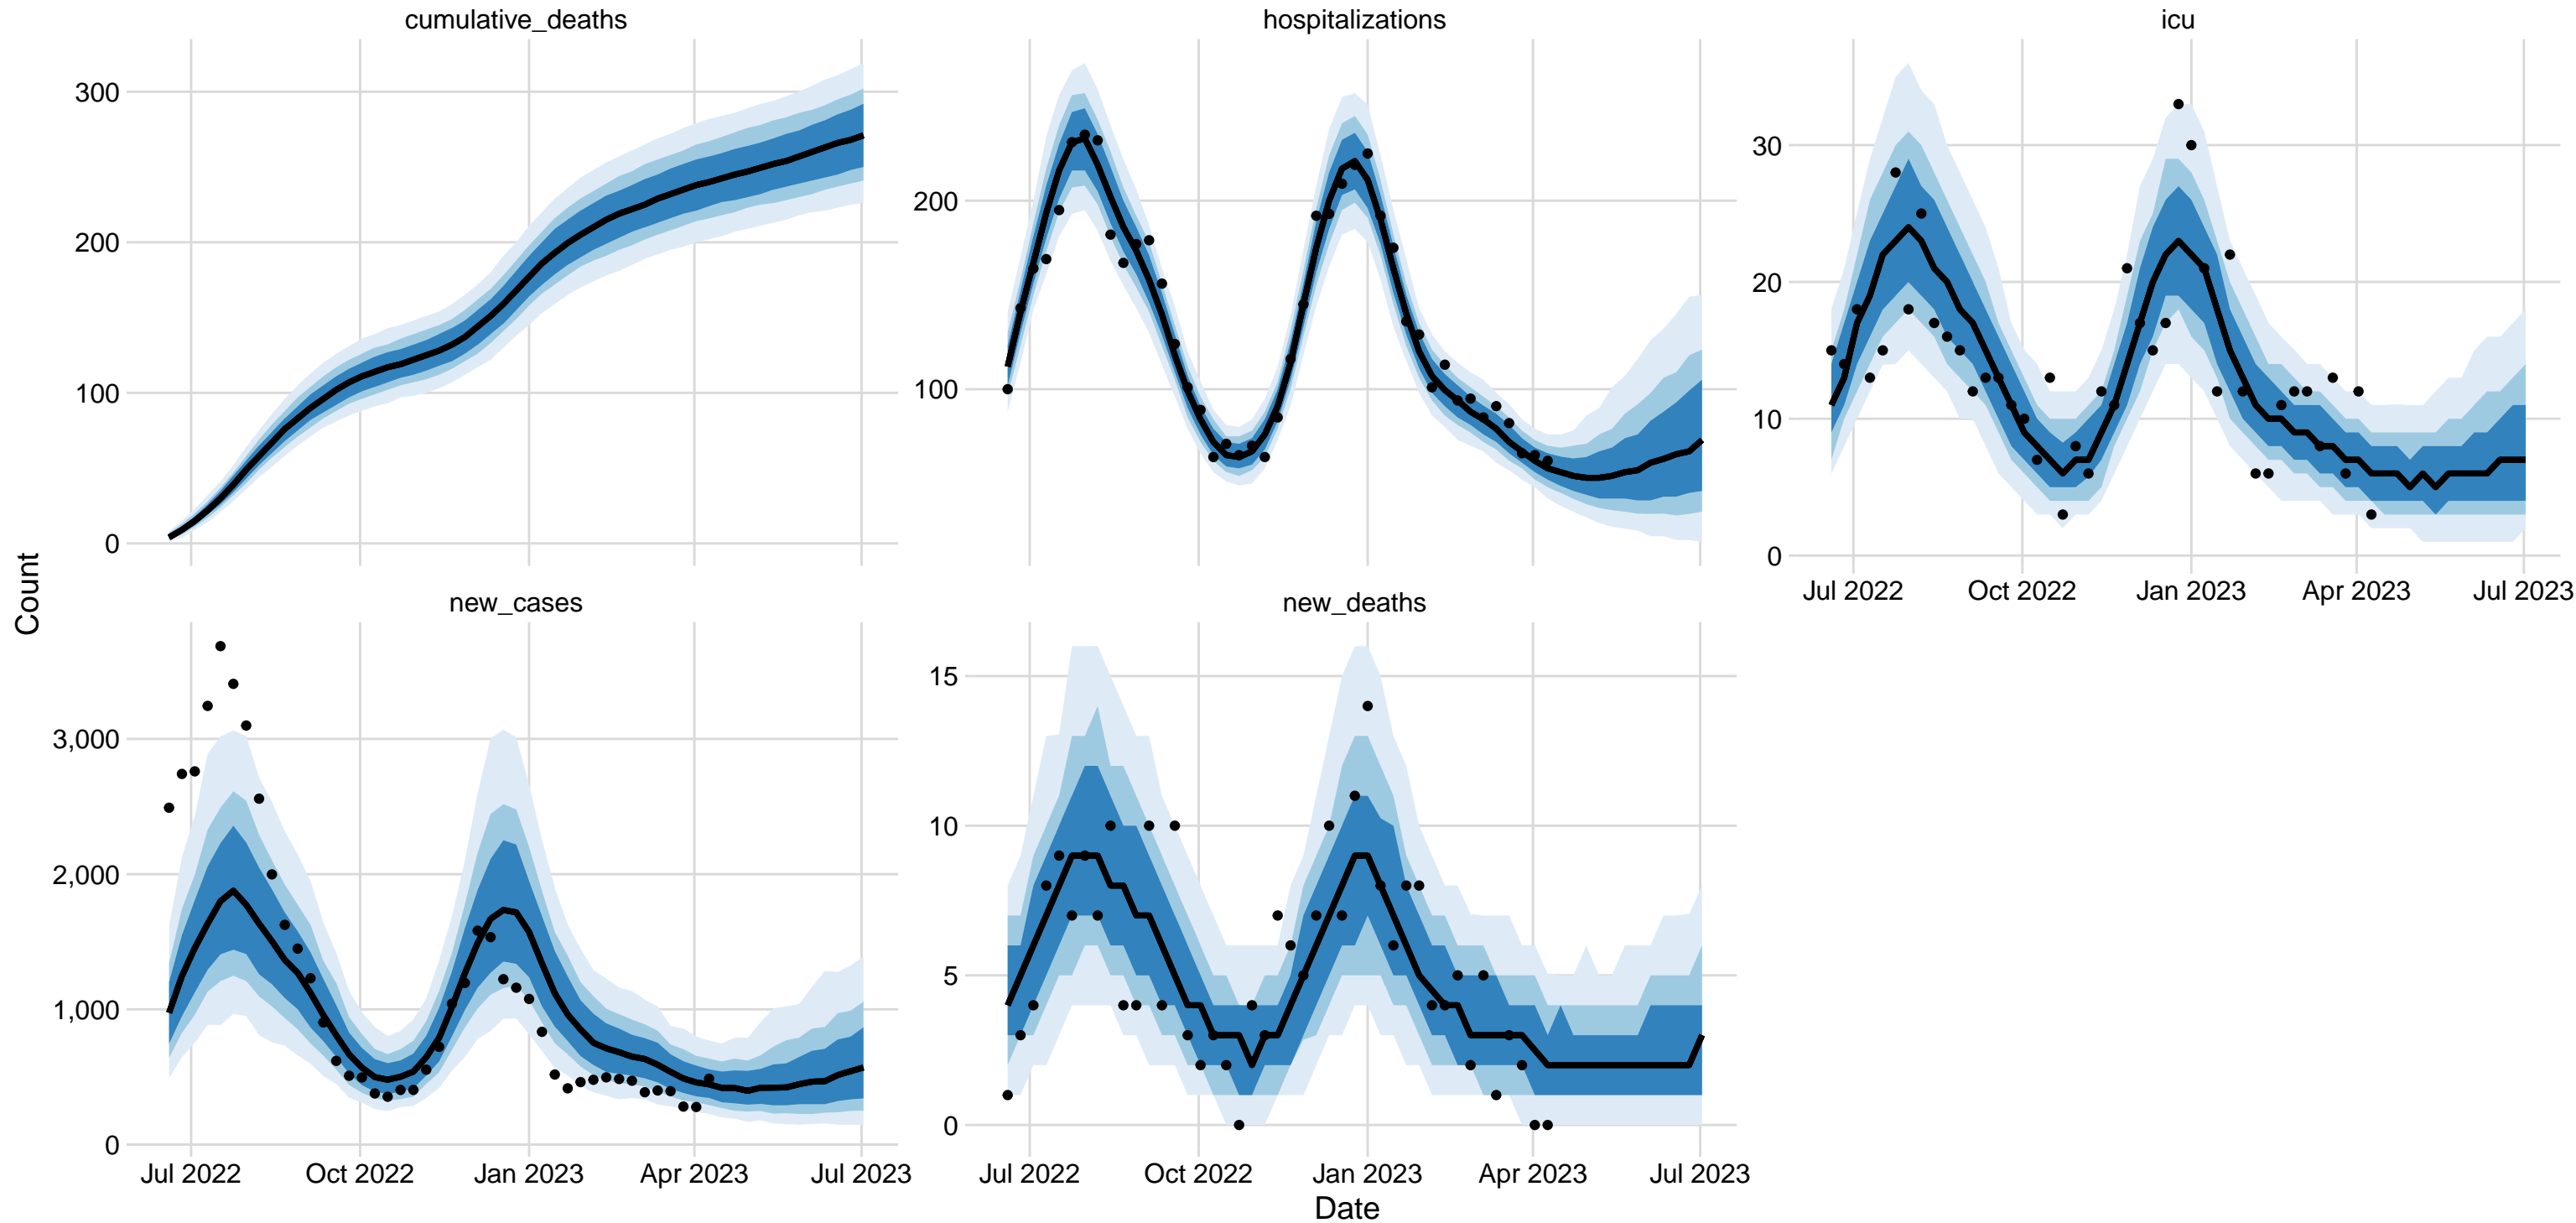 cumulative_deaths
hospitalizations
icu
300
200
100
0
200
100
30
20
10
0
Jul 2022 Oct 2022 Jan 2023 Apr 2023 Jul 2023
Count
new_cases
new_deaths
3,000
2,000
1,000
0
15
10
5
0
Jul 2022 Oct 2022 Jan 2023 Apr 2023 Jul 2023
Jul 2022 Oct 2022 Jan 2023 Apr 2023 Jul 2023
Date